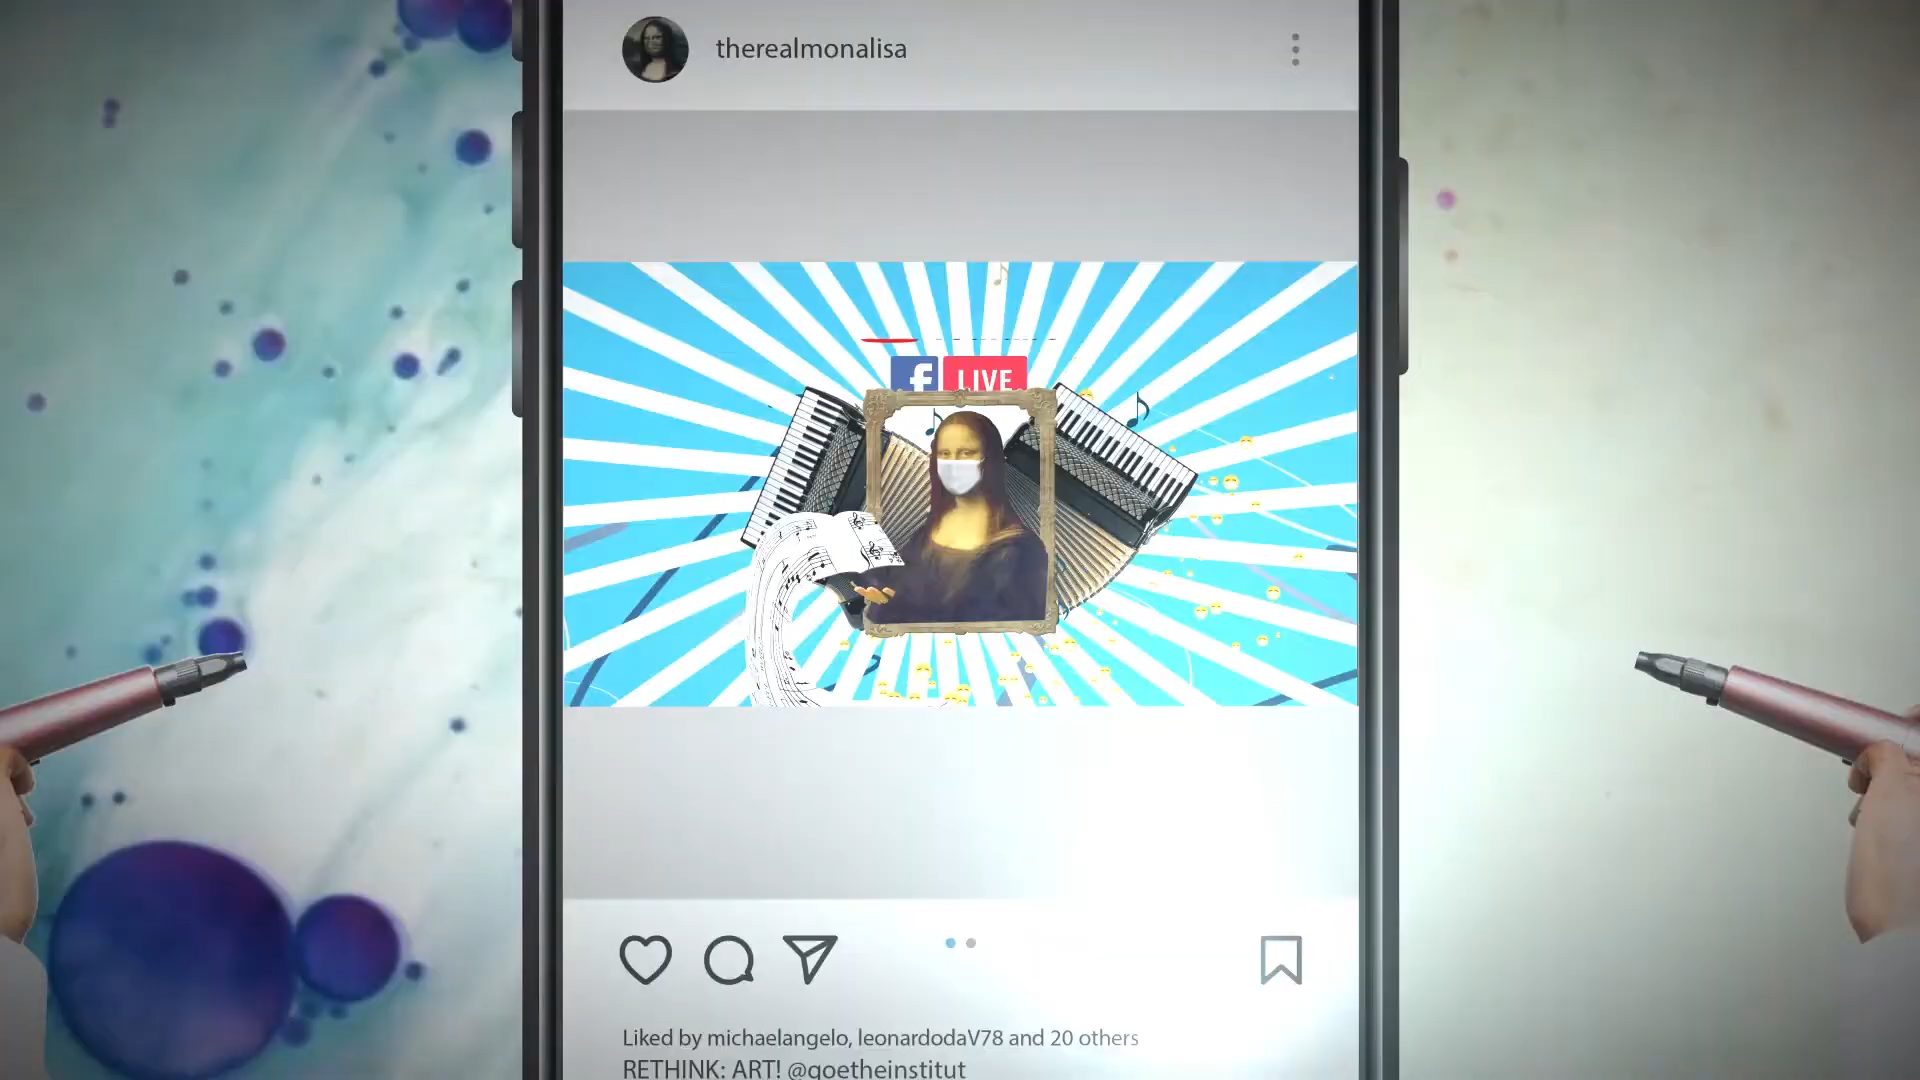 therealmonalisa
f LIVE
Liked by michaelangelo, leonardodaV78 and 20 others
RETHINK: ART! @goetheinstitut